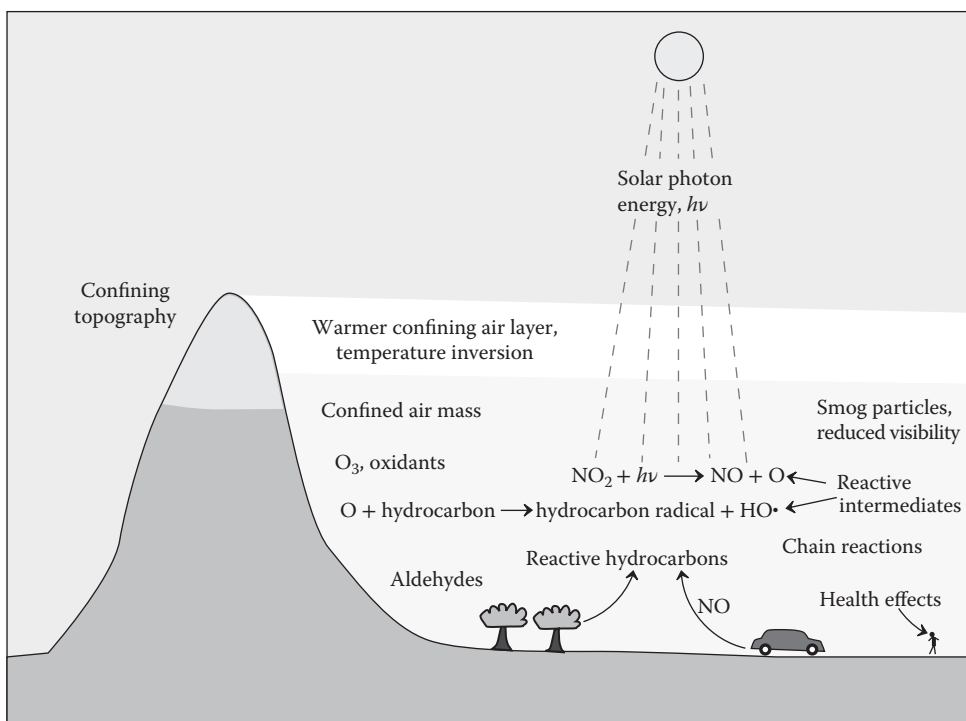 Solar photon
energy, hν
Confining
topography
Warmer confining air layer,
temperature inversion
Confined air mass
Smog particles,
reduced visibility
O₃, oxidants
NO₂ + hν → NO + O
Reactive
intermediates
O + hydrocarbon → hydrocarbon radical + HO•
Chain reactions
Reactive hydrocarbons
Aldehydes
NO
Health effects